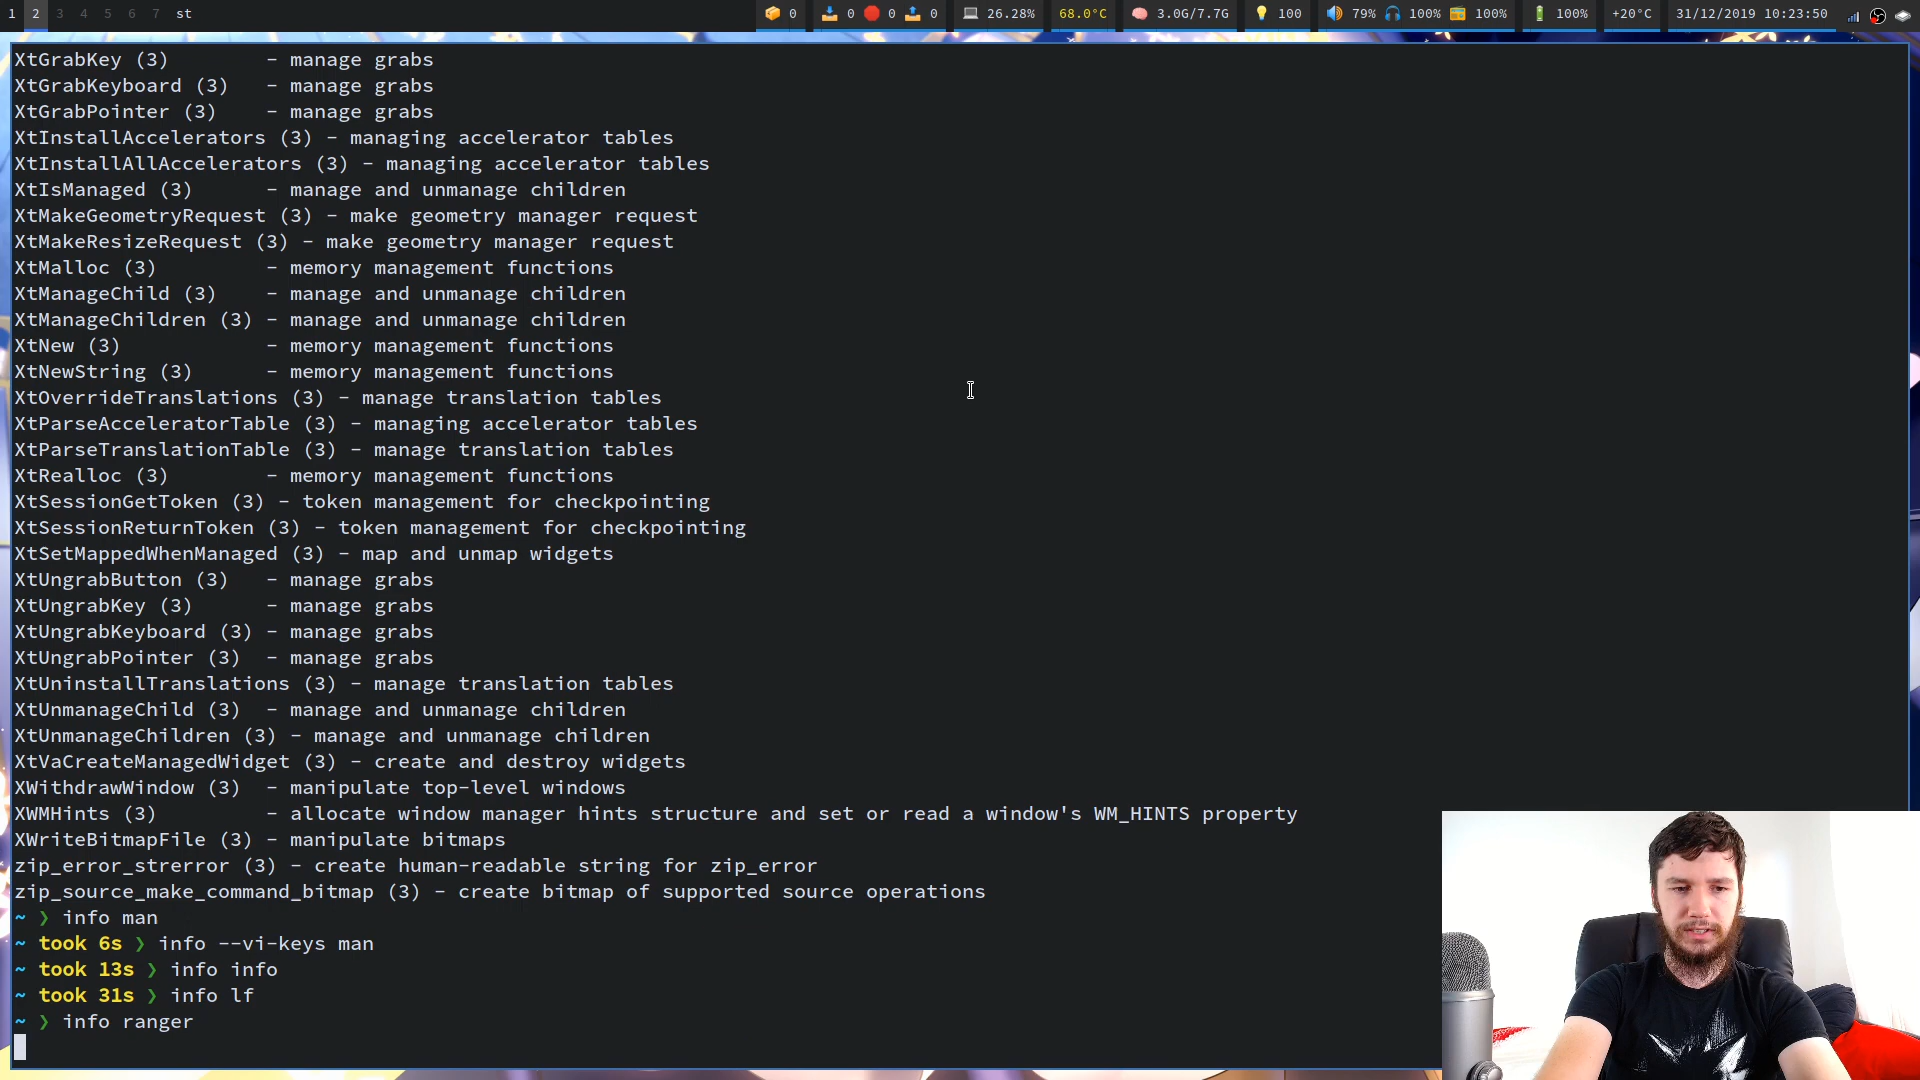 1 2 3 4 5 6 7 st 0 0 0 0 26.28% 68.0°C 3.0G/7.7G 100 79% 100% 100% 100% +20°C 31/12/2019 10:23:50
XtGrabKey (3) - manage grabs
XtGrabKeyboard (3) - manage grabs
XtGrabPointer (3) - manage grabs
XtInstallAccelerators (3) - managing accelerator tables
XtInstallAllAccelerators (3) - managing accelerator tables
XtIsManaged (3) - manage and unmanage children
XtMakeGeometryRequest (3) - make geometry manager request
XtMakeResizeRequest (3) - make geometry manager request
XtMalloc (3) - memory management functions
XtManageChild (3) - manage and unmanage children
XtManageChildren (3) - manage and unmanage children
XtNew (3) - memory management functions
XtNewString (3) - memory management functions
XtOverrideTranslations (3) - manage translation tables
XtParseAcceleratorTable (3) - managing accelerator tables
XtParseTranslationTable (3) - manage translation tables
XtRealloc (3) - memory management functions
XtSessionGetToken (3) - token management for checkpointing
XtSessionReturnToken (3) - token management for checkpointing
XtSetMappedWhenManaged (3) - map and unmap widgets
XtUngrabButton (3) - manage grabs
XtUngrabKey (3) - manage grabs
XtUngrabKeyboard (3) - manage grabs
XtUngrabPointer (3) - manage grabs
XtUninstallTranslations (3) - manage translation tables
XtUnmanageChild (3) - manage and unmanage children
XtUnmanageChildren (3) - manage and unmanage children
XtVaCreateManagedWidget (3) - create and destroy widgets
XWithdrawWindow (3) - manipulate top-level windows
XWMHints (3) - allocate window manager hints structure and set or read a window's WM_HINTS property
XWriteBitmapFile (3) - manipulate bitmaps
zip_error_strerror (3) - create human-readable string for zip_error
zip_source_make_command_bitmap (3) - create bitmap of supported source operations
~ ❯ info man
~ took 6s ❯ info --vi-keys man
~ took 13s ❯ info info
~ took 31s ❯ info lf
~ ❯ info ranger